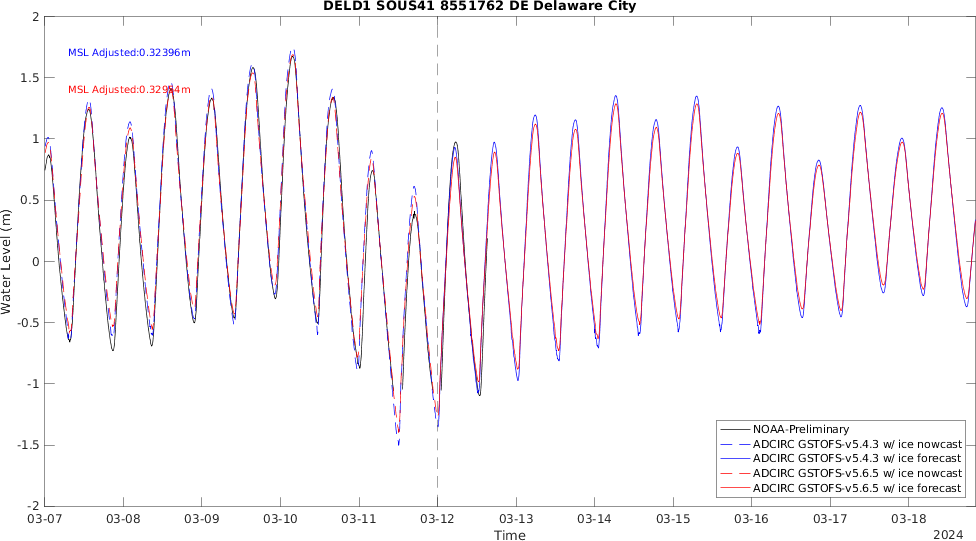 DELD1 SOUS41 8551762 DE Delaware City
2
1.5
1
0.5
0
-0.5
-1
-1.5
-2
Water Level (m)
MSL Adjusted:0.32396m
MSL
NOAA-Preliminary
ADCIRC GSTOFS-v5.4.3 w/ ice nowcast
ADCIRC GSTOFS-v5.4.3 w/ ice forecast
ADCIRC GSTOFS-v5.6.5 w/ ice nowcast
ADCIRC GSTOFS-v5.6.5 w/ ice forecast
03-07 03-08 03-09 03-10 03-11 03-12 03-13 03-14 03-15 03-16 03-17 03-18
Time
2024